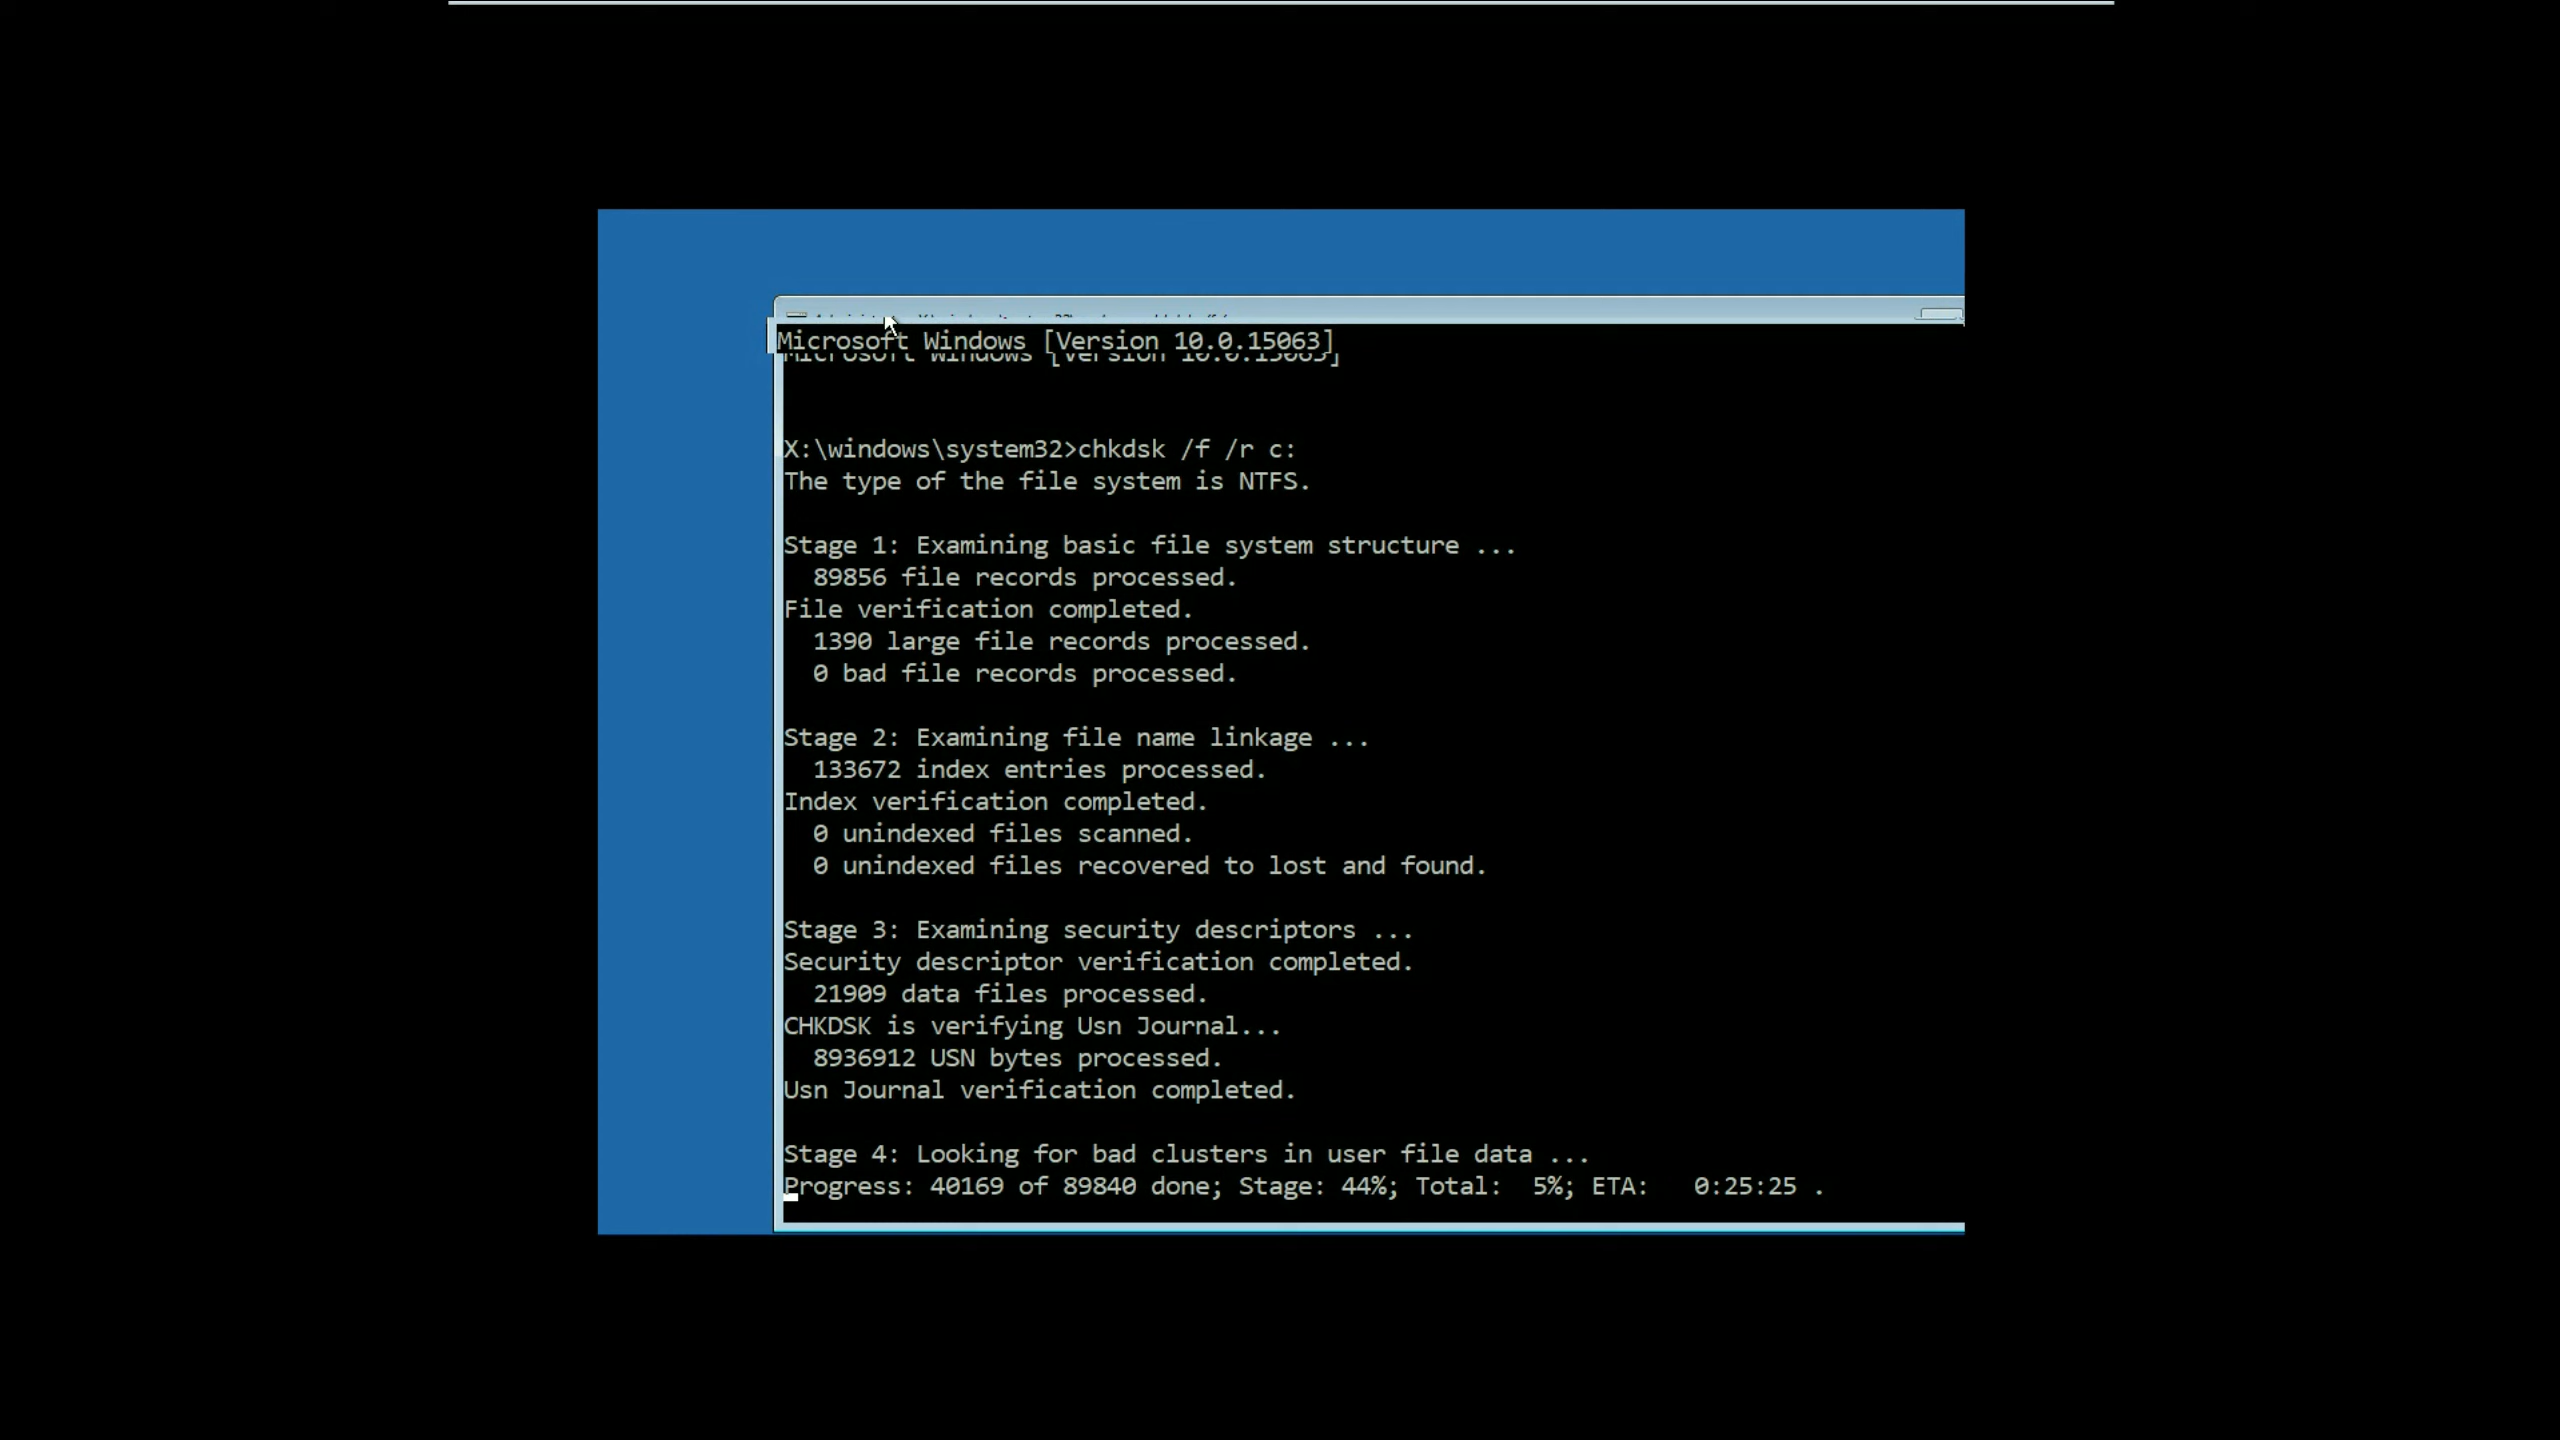 Microsoft Windows [Version 10.0.15063]
Microsoft Windows [Version 10.0.15063]
X:\windows\system32>chkdsk /f /r c:
The type of the file system is NTFS.
Stage 1: Examining basic file system structure ...
89856 file records processed.
File verification completed.
1390 large file records processed.
0 bad file records processed.
Stage 2: Examining file name linkage ...
133672 index entries processed.
Index verification completed.
0 unindexed files scanned.
0 unindexed files recovered to lost and found.
Stage 3: Examining security descriptors ...
Security descriptor verification completed.
21909 data files processed.
CHKDSK is verifying Usn Journal...
8936912 USN bytes processed.
Usn Journal verification completed.
Stage 4: Looking for bad clusters in user file data ...
Progress: 40169 of 89840 done; Stage: 44%; Total:  5%; ETA:   0:25:25 .